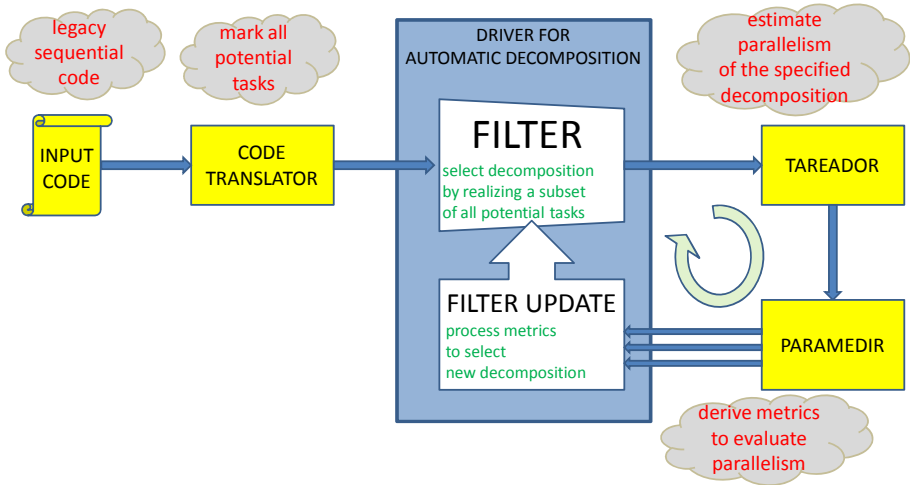 legacy
sequential
code
mark all
potential
tasks
DRIVER FOR
AUTOMATIC DECOMPOSITION
estimate
parallelism
of the specified
decomposition
INPUT
CODE
CODE
TRANSLATOR
FILTER
select decomposition
by realizing a subset
of all potential tasks
TAREADOR
FILTER UPDATE
process metrics
to select
new decomposition
PARAMEDIR
derive metrics
to evaluate
parallelism